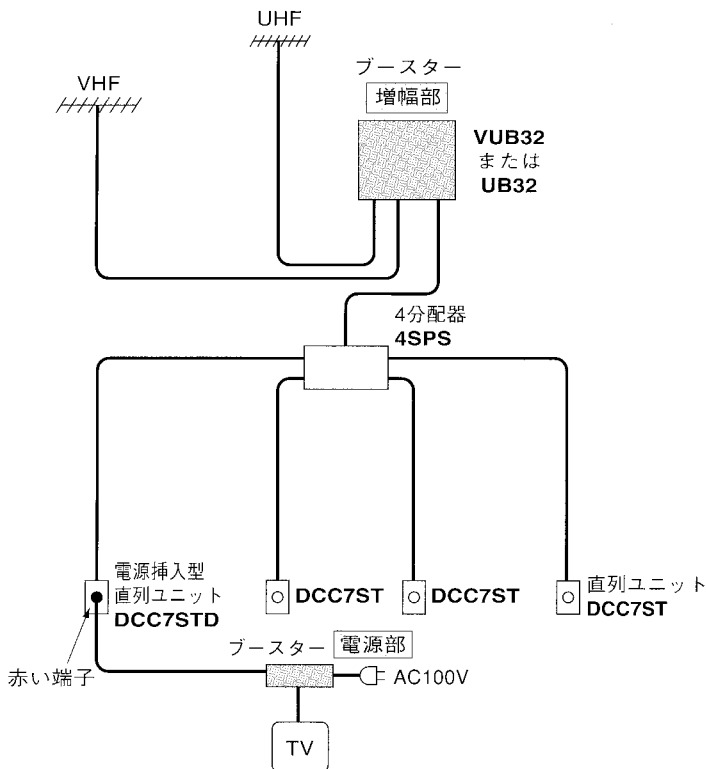 UHF
VHF
ブースター
増幅部
VUB32
または
UB32
4分配器
4SPS
電源挿入型
直列ユニット
DCC7STD
DCC7ST
DCC7ST
直列ユニット
DCC7ST
赤い端子
ブースター 電源部
AC100V
TV